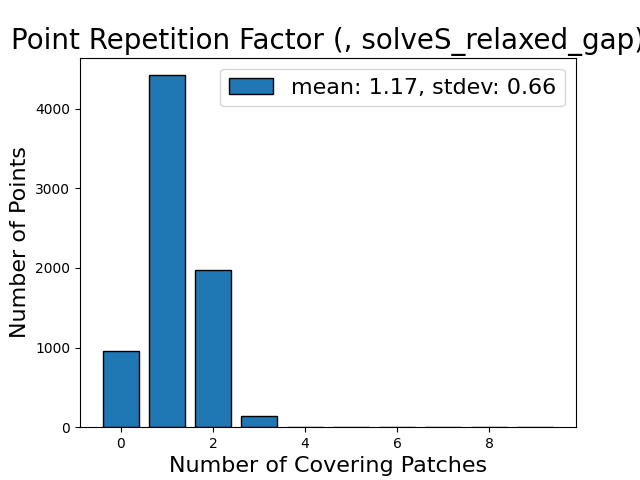 Point Repetition Factor (, solveS_relaxed_gap)
mean: 1.17, stdev: 0.66
Number of Points
4000
3000
2000
1000
0
0 2 4 6 8
Number of Covering Patches